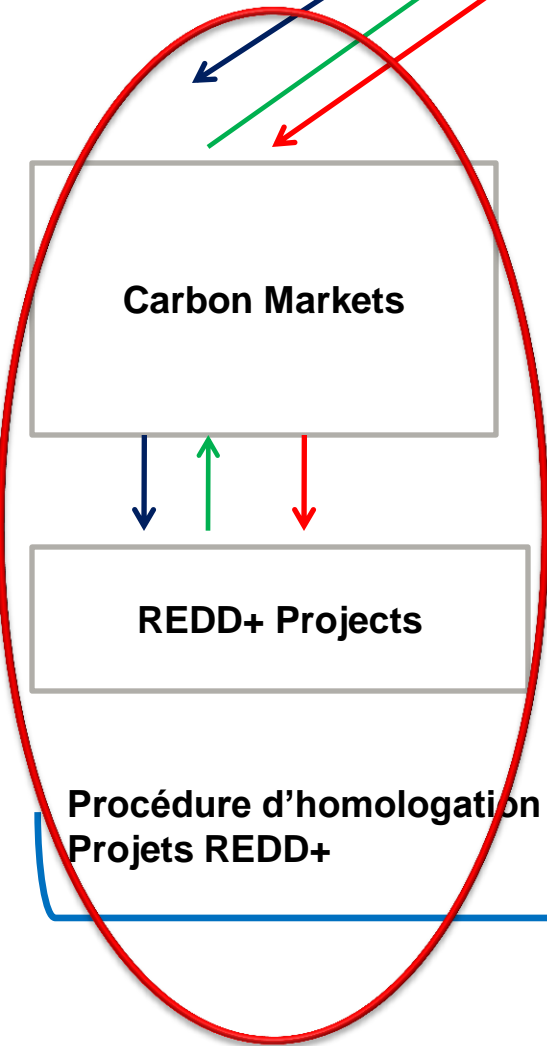 Carbon Markets
REDD+ Projects
Procédure d’homologation
Projets REDD+